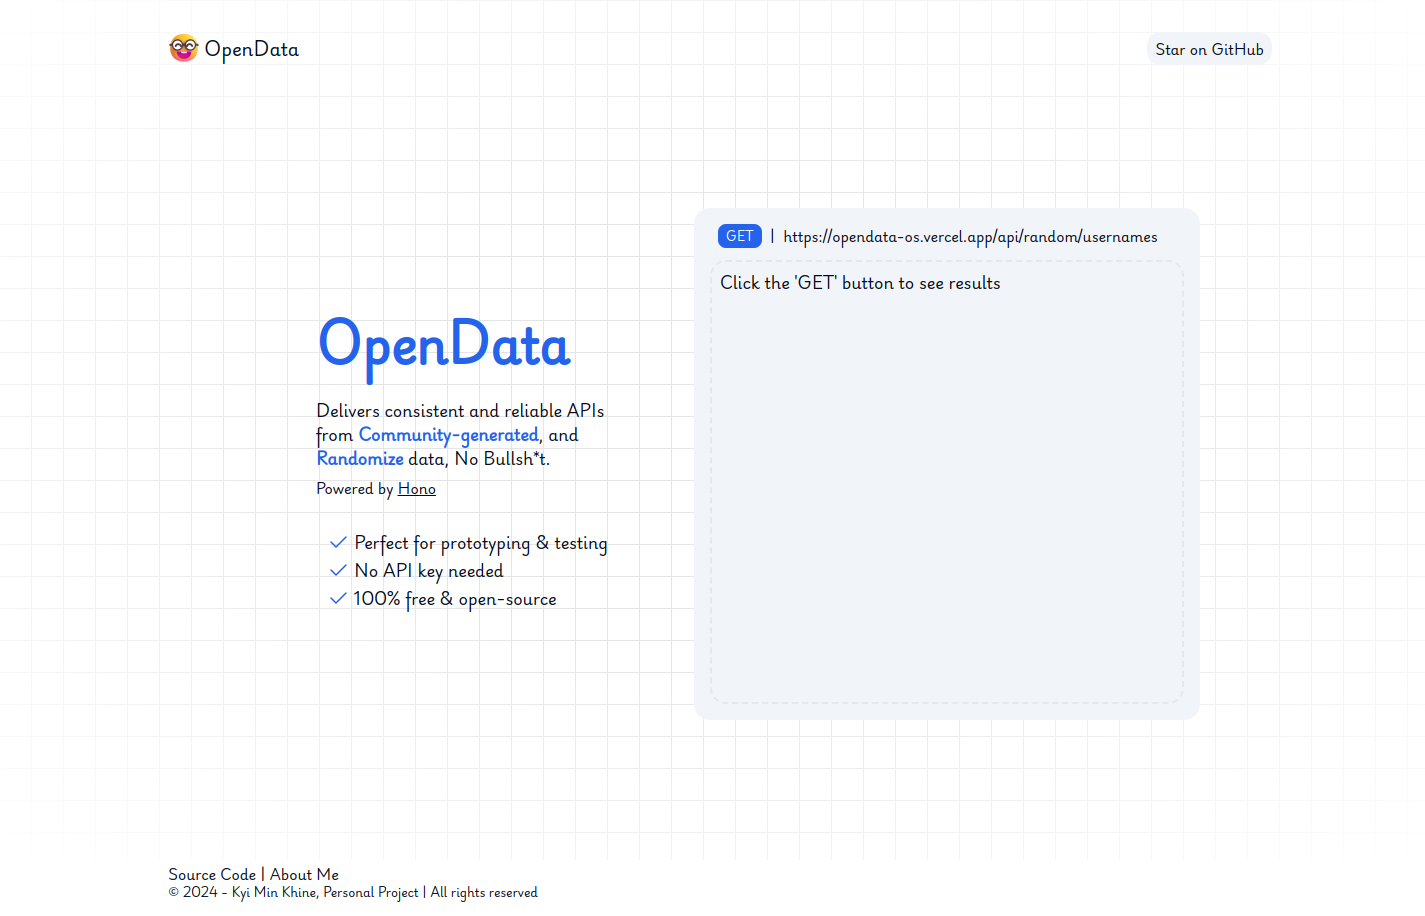 OpenData
Star on GitHub
OpenData
Delivers consistent and reliable APIs
from Community-generated, and
Randomize data, No Bullsh*t.
Powered by Hono
Perfect for prototyping & testing
No API key needed
100% free & open-source
GET | https://opendata-os.vercel.app/api/random/usernames
Click the 'GET' button to see results
Source Code | About Me
© 2024 - Kyi Min Khine, Personal Project | All rights reserved